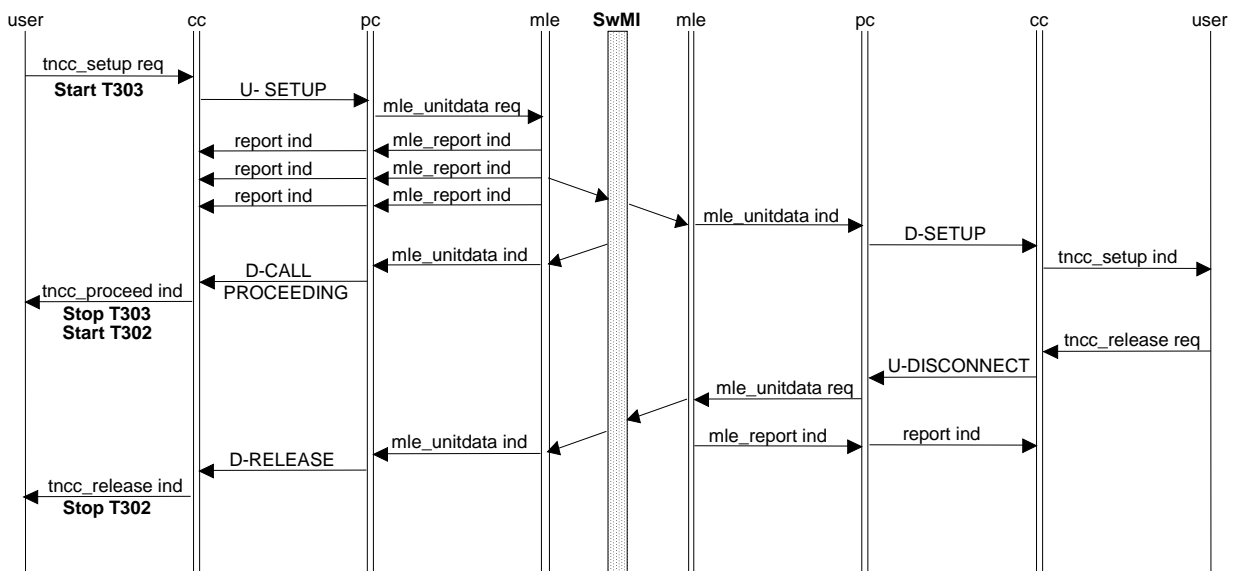 user cc pc mle SwMI mle pc cc user
tncc_setup req
Start T303
U- SETUP
mle_unitdata req
report ind mle_report ind
report ind mle_report ind
report ind mle_report ind
mle_unitdata ind
D-SETUP
tncc_setup ind
mle_unitdata ind
D-CALL
PROCEEDING
tncc_proceed ind
Stop T303
Start T302
tncc_release req
U-DISCONNECT
mle_unitdata req
mle_report ind report ind
mle_unitdata ind
D-RELEASE
tncc_release ind
Stop T302